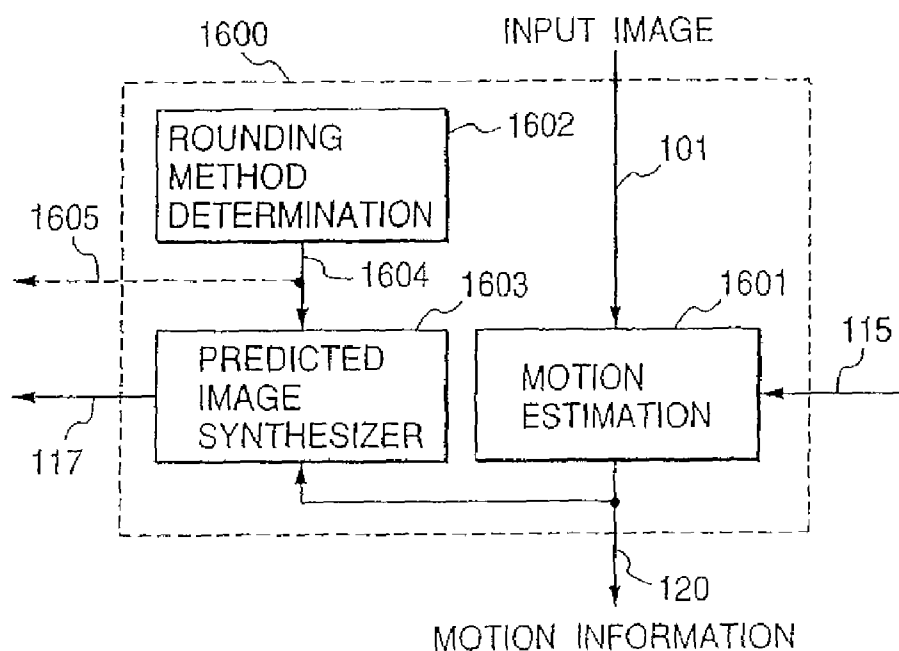 1600
INPUT IMAGE
ROUNDING
METHOD
DETERMINATION
1602
101
1605
1604
1603
1601
115
PREDICTED
IMAGE
SYNTHESIZER
MOTION
ESTIMATION
117
120
MOTION INFORMATION